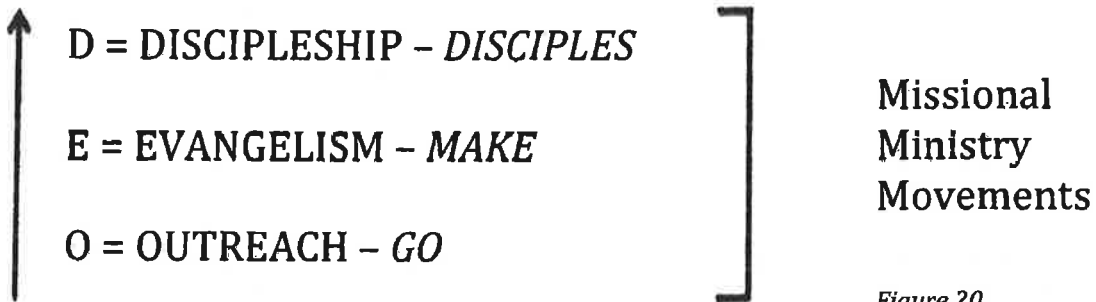 D = DISCIPLESHIP – DISCIPLES
E = EVANGELISM – MAKE
O = OUTREACH – GO
Missional
Ministry
Movements
Figure 20